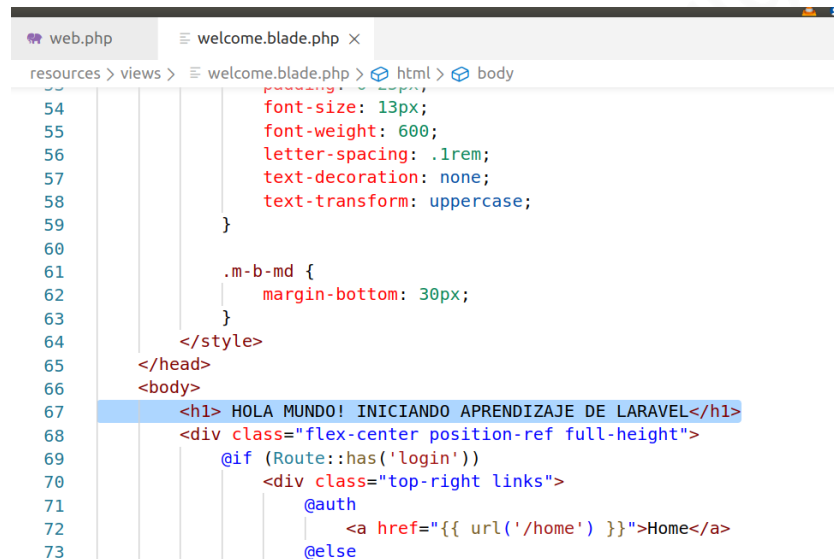 web.php
welcome.blade.php ×
resources > views > welcome.blade.php > html > body
54 font-size: 13px;
55 font-weight: 600;
56 letter-spacing: .1rem;
57 text-decoration: none;
58 text-transform: uppercase;
59 }
60
61 .m-b-md {
62 margin-bottom: 30px;
63 }
64 </style>
65 </head>
66 <body>
67 <h1> HOLA MUNDO! INICIANDO APRENDIZAJE DE LARAVEL</h1>
68 <div class="flex-center position-ref full-height">
69 @if (Route::has('login'))
70 <div class="top-right links">
71 @auth
72 <a href="{{ url('/home') }}">Home</a>
73 @else